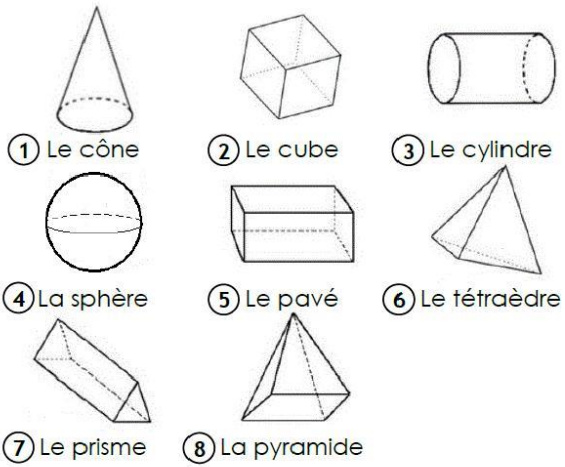 1 Le cône
2 Le cube
3 Le cylindre
4 La sphère
5 Le pavé
6 Le tétraèdre
7 Le prisme
8 La pyramide